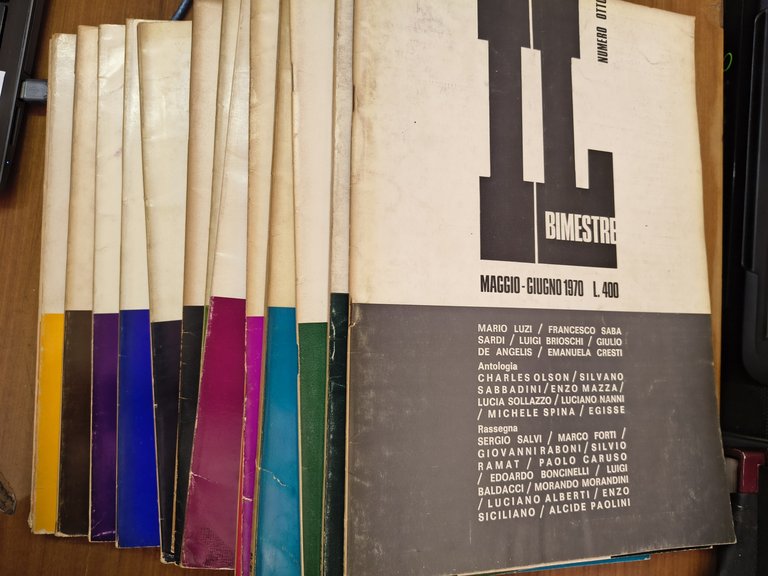 IL
NUMERO OTTO
BIMESTRE
MAGGIO - GIUGNO 1970 L. 400
MARIO LUZI / FRANCESCO SABA
SARDI / LUIGI BRIOSCHI / GIULIO
DE ANGELIS / EMANUELA CRESTI
Antologia
CHARLES OLSON / SILVANO
SABBADINI / ENZO MAZZA /
LUCIA SOLLAZZO / LUCIANO NANNI
/ MICHELE SPINA / EGISSE
Rassegna
SERGIO SALVI / MARCO FORTI /
GIOVANNI RABONI / SILVIO
RAMAT / PAOLO CARUSO
/ EDOARDO BONCINELLI / LUIGI
BALDACCI / MORANDO MORANDINI
/ LUCIANO ALBERTI / ENZO
SICILIANO / ALCIDE PAOLINI